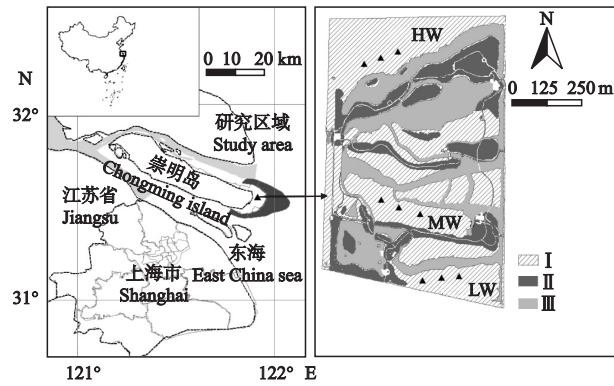 0 10 20 km
N
32°
研究区域
Study area
崇明岛
Chongming island
江苏省
Jiangsu
东海
East China sea
上海市
Shanghai
31°
121°
122° E
HW
N
0 125 250 m
MW
LW
I
II
III